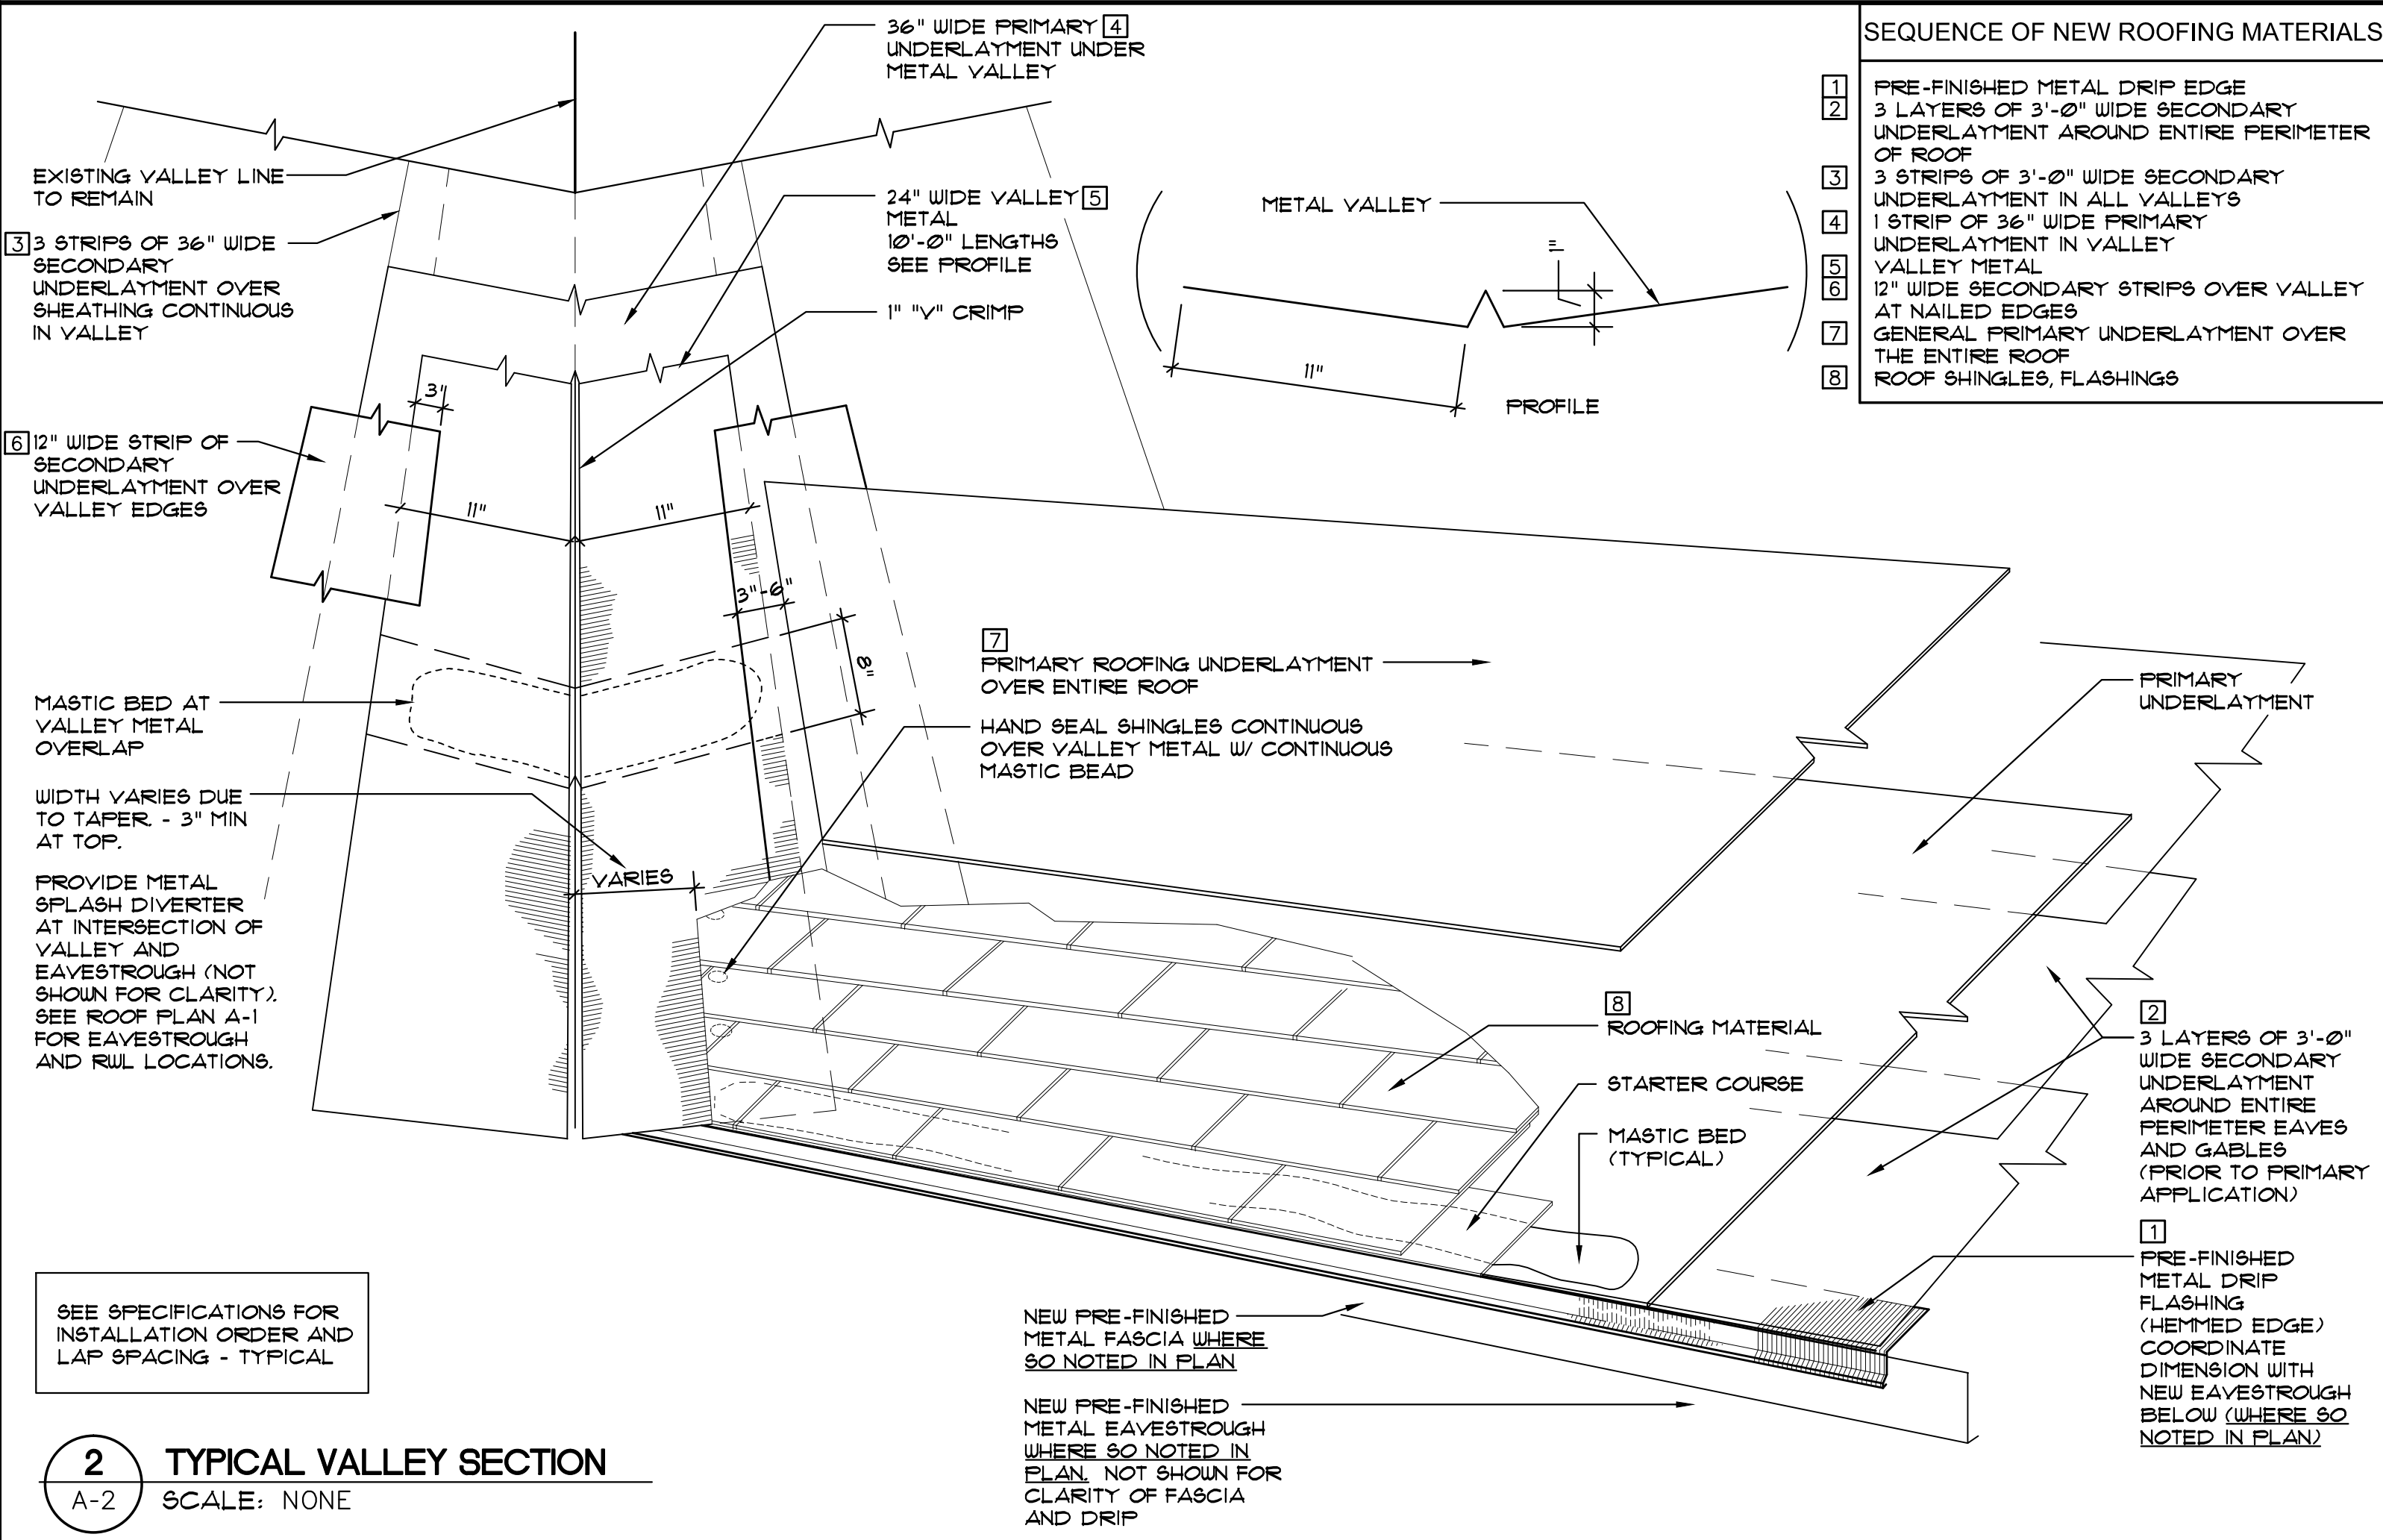 36" WIDE PRIMARY 4
UNDERLAYMENT UNDER
METAL VALLEY
EXISTING VALLEY LINE
TO REMAIN
3 3 STRIPS OF 36" WIDE
SECONDARY
UNDERLAYMENT OVER
SHEATHING CONTINUOUS
IN VALLEY
24" WIDE VALLEY 5
METAL
10'-0" LENGTHS
SEE PROFILE
1" "V" CRIMP
3"
6 12" WIDE STRIP OF
SECONDARY
UNDERLAYMENT OVER
VALLEY EDGES
11"
11"
3"-6"
8"
MASTIC BED AT
VALLEY METAL
OVERLAP
WIDTH VARIES DUE
TO TAPER. - 3" MIN
AT TOP.
VARIES
PROVIDE METAL
SPLASH DIVERTER
AT INTERSECTION OF
VALLEY AND
EAVESTROUGH (NOT
SHOWN FOR CLARITY).
SEE ROOF PLAN A-1
FOR EAVESTROUGH
AND RWL LOCATIONS.
METAL VALLEY
1"
11"
PROFILE
SEQUENCE OF NEW ROOFING MATERIALS
1 PRE-FINISHED METAL DRIP EDGE
2 3 LAYERS OF 3'-0" WIDE SECONDARY
UNDERLAYMENT AROUND ENTIRE PERIMETER
OF ROOF
3 3 STRIPS OF 3'-0" WIDE SECONDARY
UNDERLAYMENT IN ALL VALLEYS
4 1 STRIP OF 36" WIDE PRIMARY
UNDERLAYMENT IN VALLEY
5 VALLEY METAL
6 12" WIDE SECONDARY STRIPS OVER VALLEY
AT NAILED EDGES
7 GENERAL PRIMARY UNDERLAYMENT OVER
THE ENTIRE ROOF
8 ROOF SHINGLES, FLASHINGS
7
PRIMARY ROOFING UNDERLAYMENT
OVER ENTIRE ROOF
HAND SEAL SHINGLES CONTINUOUS
OVER VALLEY METAL W/ CONTINUOUS
MASTIC BEAD
PRIMARY
UNDERLAYMENT
8
ROOFING MATERIAL
STARTER COURSE
MASTIC BED
(TYPICAL)
2
3 LAYERS OF 3'-0"
WIDE SECONDARY
UNDERLAYMENT
AROUND ENTIRE
PERIMETER EAVES
AND GABLES
(PRIOR TO PRIMARY
APPLICATION)
1
PRE-FINISHED
METAL DRIP
FLASHING
(HEMMED EDGE)
COORDINATE
DIMENSION WITH
NEW EAVESTROUGH
BELOW (WHERE SO
NOTED IN PLAN)
NEW PRE-FINISHED
METAL FASCIA WHERE
SO NOTED IN PLAN
NEW PRE-FINISHED
METAL EAVESTROUGH
WHERE SO NOTED IN
PLAN. NOT SHOWN FOR
CLARITY OF FASCIA
AND DRIP
SEE SPECIFICATIONS FOR
INSTALLATION ORDER AND
LAP SPACING - TYPICAL
2 TYPICAL VALLEY SECTION
A-2 SCALE: NONE